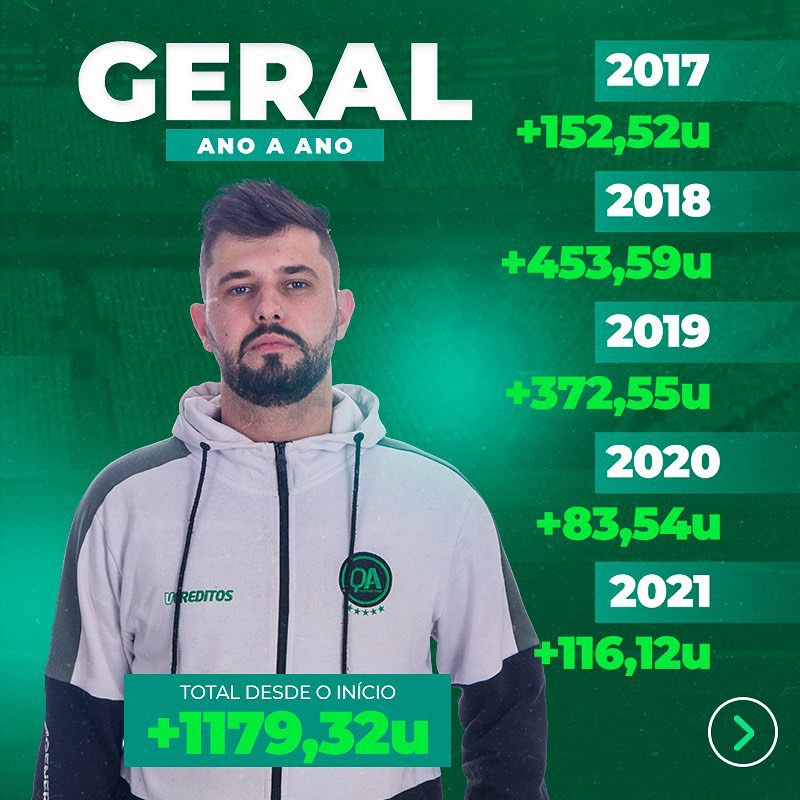 GERAL
ANO A ANO
2017
+152,52u
2018
+453,59u
2019
+372,55u
2020
+83,54u
2021
+116,12u
QA
TOTAL DESDE O INÍCIO
+1179,32u